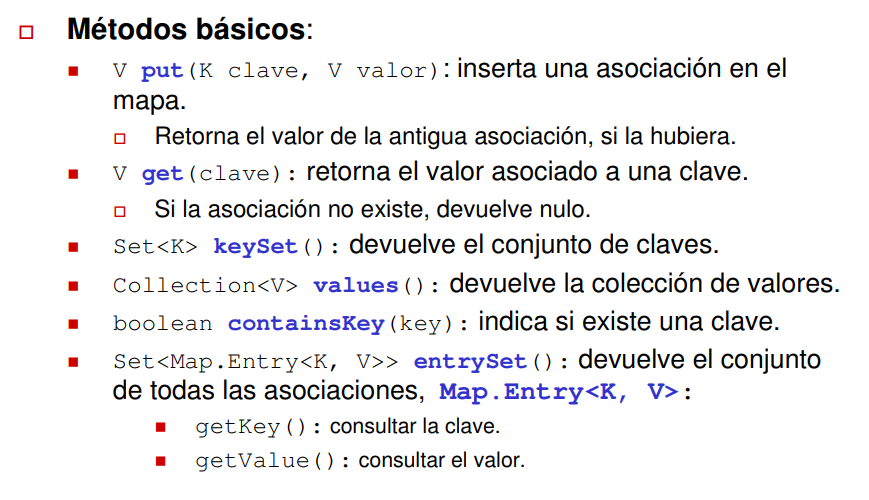 Métodos básicos:
V put(K clave, V valor): inserta una asociación en el
mapa.
Retorna el valor de la antigua asociación, si la hubiera.
V get(clave): retorna el valor asociado a una clave.
Si la asociación no existe, devuelve nulo.
Set<K> keySet(): devuelve el conjunto de claves.
Collection<V> values(): devuelve la colección de valores.
boolean containsKey(key): indica si existe una clave.
Set<Map.Entry<K, V>> entrySet(): devuelve el conjunto
de todas las asociaciones, Map.Entry<K, V>:
getKey(): consultar la clave.
getValue(): consultar el valor.